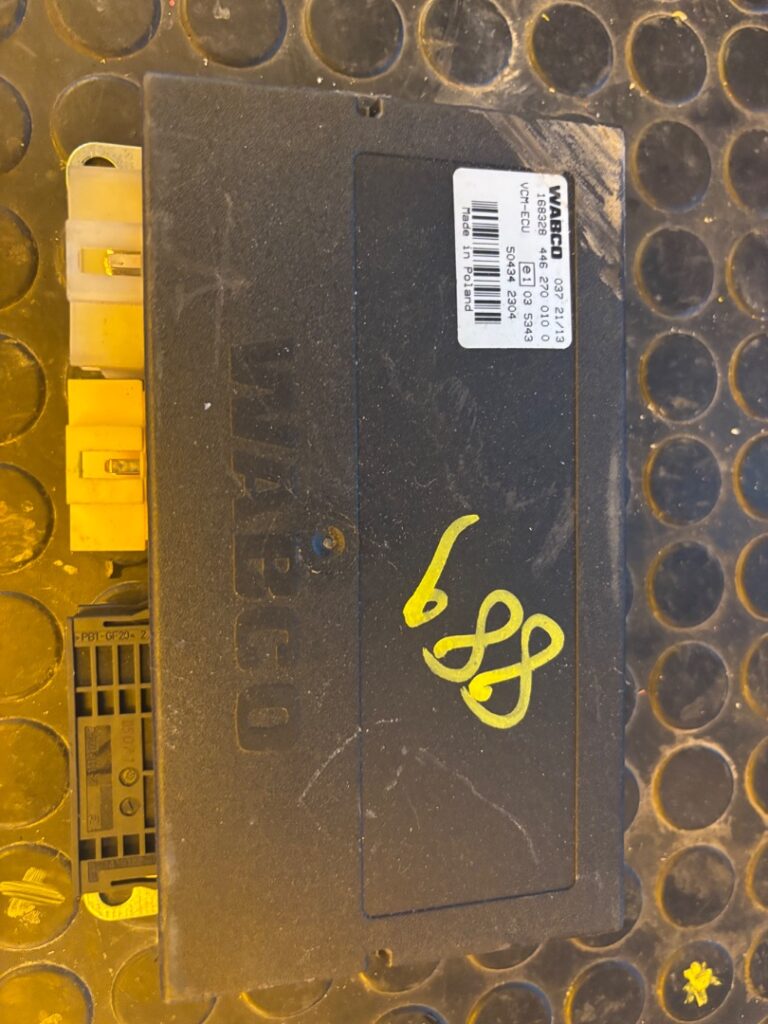 WABCO 037 21/13
168328 446 270 010 0
VCM-ECU e1 03 5343
50434 2304
Made in Poland
WABCO
688